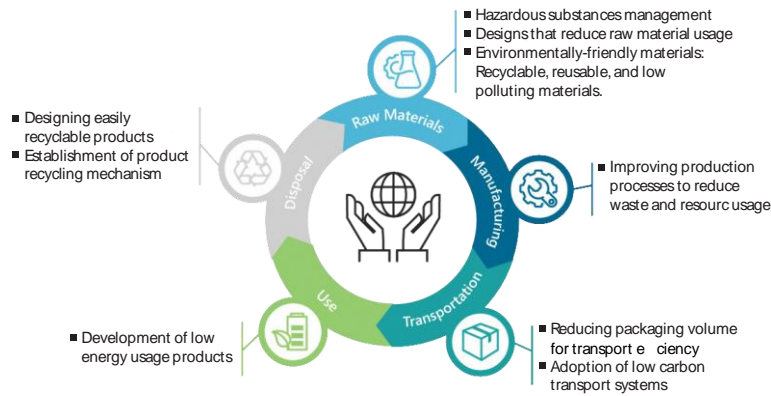 ■ Hazardous substances management
■ Designs that reduce raw material usage
■ Environmentally-friendly materials:
Recyclable, reusable, and low
polluting materials.
Raw Materials
■ Designing easily
recyclable products
■ Establishment of product
recycling mechanism
Disposal
Manufacturing
■ Improving production
processes to reduce
waste and resourc usage
Transportation
Use
■ Development of low
energy usage products
■ Reducing packaging volume
for transport e ciency
■ Adoption of low carbon
transport systems